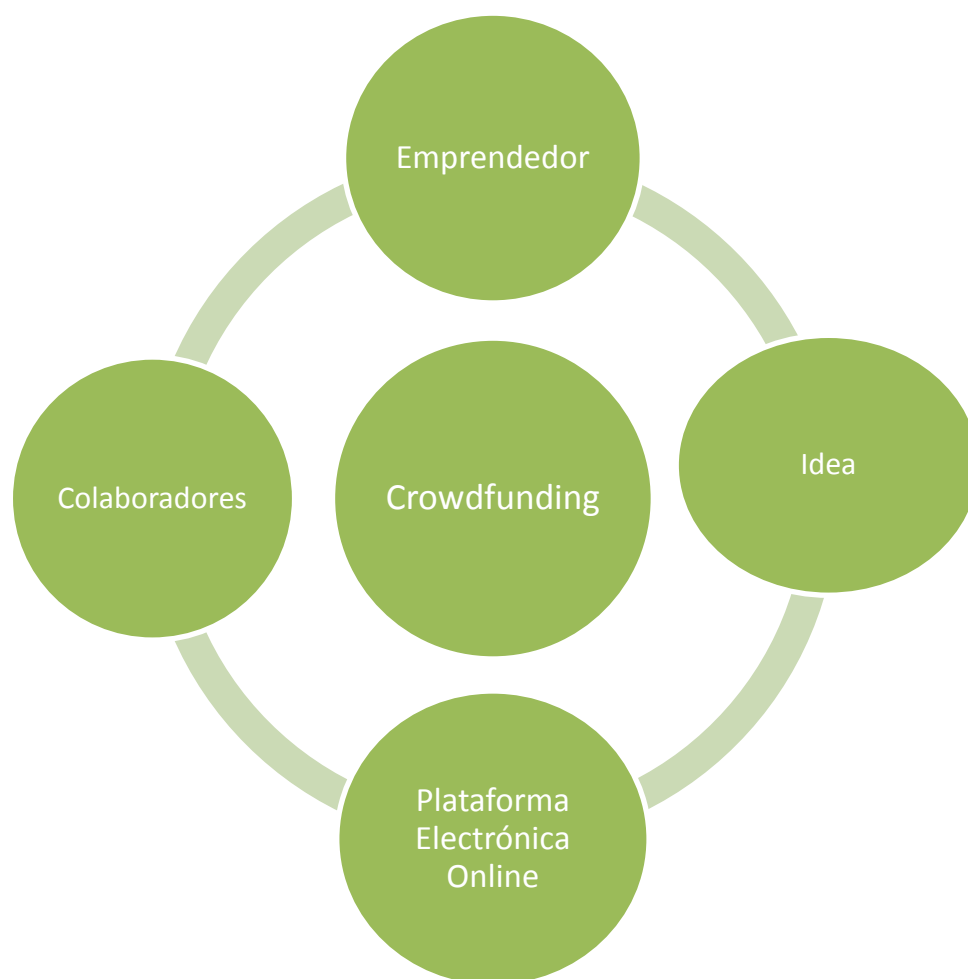 Emprendedor
Idea
Colaboradores
Crowdfunding
Plataforma
Electrónica
Online